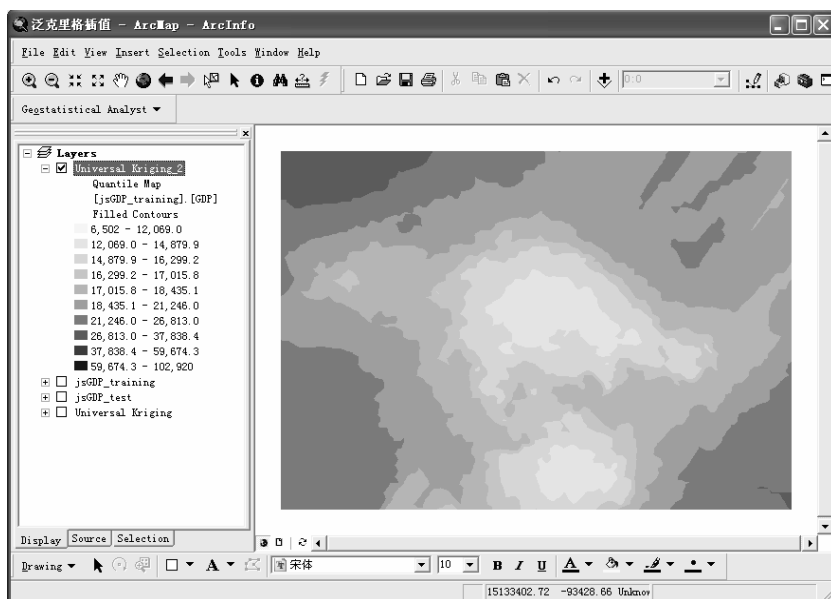 泛克里格插值 - ArcMap - ArcInfo
File Edit View Insert Selection Tools Window Help
0:0
Geostatistical Analyst
Layers
Universal Kriging_2
Quantile Map
[jsGDP_training].[GDP]
Filled Contours
6,502 - 12,069.0
12,069.0 - 14,879.9
14,879.9 - 16,299.2
16,299.2 - 17,015.8
17,015.8 - 18,435.1
18,435.1 - 21,246.0
21,246.0 - 26,813.0
26,813.0 - 37,838.4
37,838.4 - 59,674.3
59,674.3 - 102,920
jsGDP_training
jsGDP_test
Universal Kriging
Display Source Selection
Drawing A 宋体 10 B I U A
15133402.72 -93428.66 Unknov